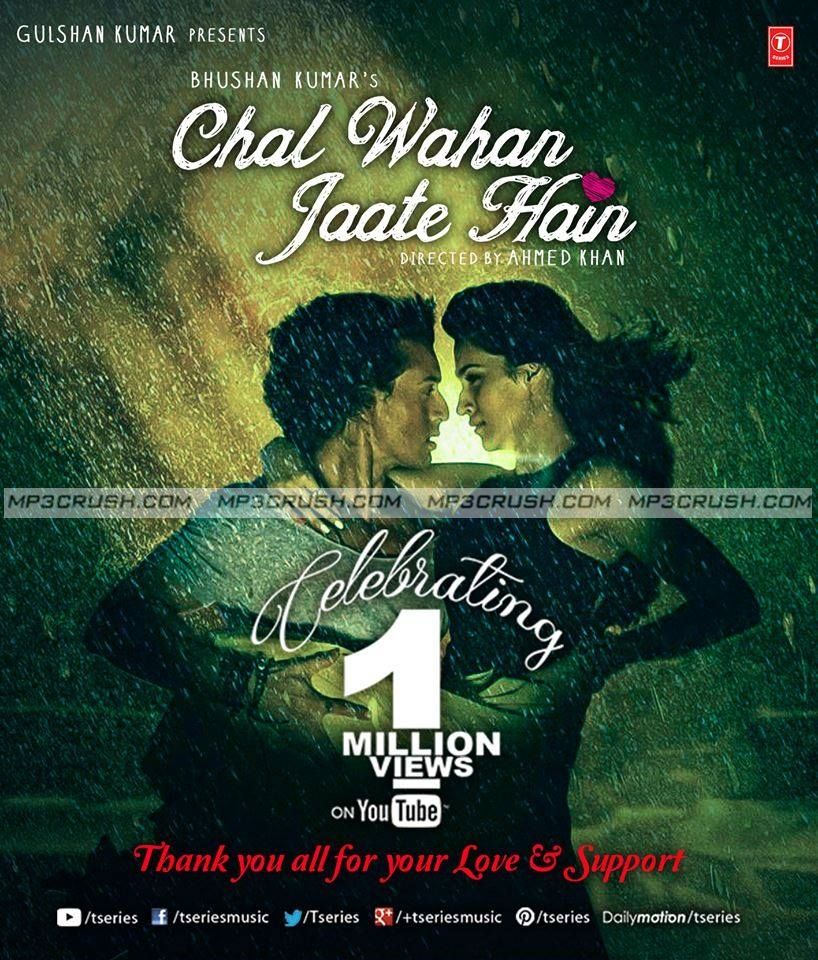 GULSHAN KUMAR PRESENTS
T
SERIES
BHUSHAN KUMAR'S
Chal Wahan
Jaate Hain
DIRECTED BY AHMED KHAN
MP3CRUSH.COM MP3CRUSH.COM MP3CRUSH.COM MP3CRUSH.COM
Celebrating
1
MILLION
VIEWS
ON YouTube
Thank you all for your Love & Support
/tseries f /tseriesmusic /Tseries g+ /+tseriesmusic /tseries Dailymotion/tseries